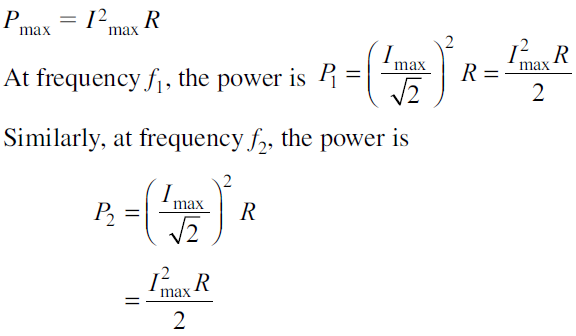 P_max = I²_max R
At frequency f₁, the power is P₁ = (I_max / √2)² R = I²_max R / 2
Similarly, at frequency f₂, the power is
P₂ = (I_max / √2)² R
= I²_max R / 2